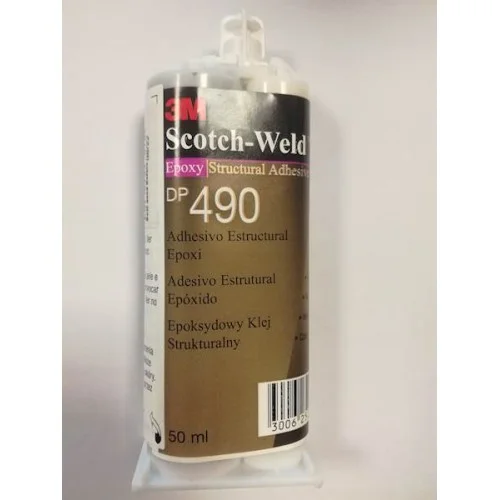 3M
Scotch-Weld
Epoxy Structural Adhesive
DP 490
Adhesivo Estructural
Epoxi
Adesivo Estrutural
Epóxido
Epoksydowy Klej
Strukturalny
50 ml